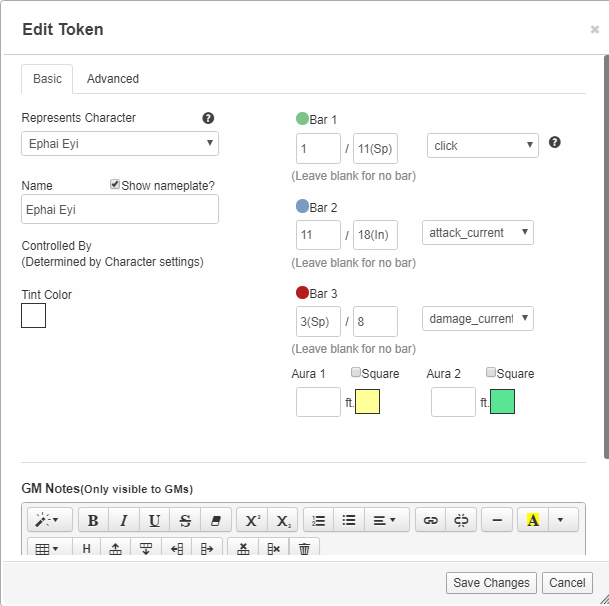 Edit Token
×
Basic Advanced
Represents Character ?
Ephai Eyi
Name Show nameplate?
Ephai Eyi
Controlled By
(Determined by Character settings)
Tint Color
Bar 1
1 / 11(Sp) click ?
(Leave blank for no bar)
Bar 2
11 / 18(In) attack_current
(Leave blank for no bar)
Bar 3
3(Sp) / 8 damage_current
(Leave blank for no bar)
Aura 1 Square Aura 2 Square
ft. ft.
GM Notes(Only visible to GMs)
B I U S X² X₂ A
H
Save Changes Cancel